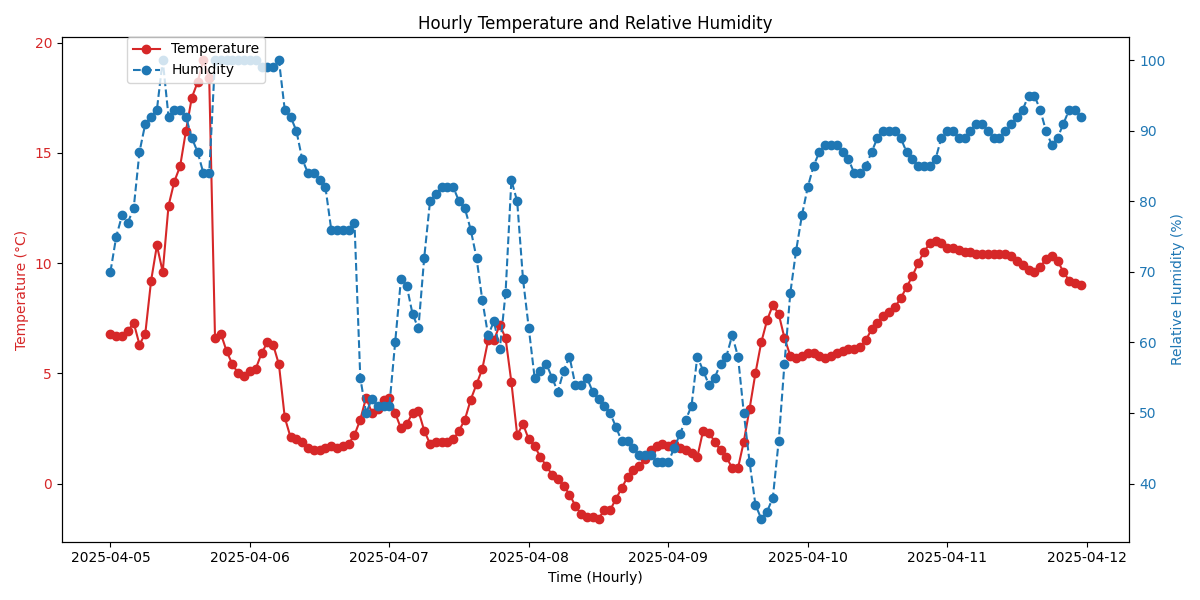 Hourly Temperature and Relative Humidity
Temperature
Humidity
Temperature (°C)
20
15
10
5
0
Relative Humidity (%)
100
90
80
70
60
50
40
2025-04-05 2025-04-06 2025-04-07 2025-04-08 2025-04-09 2025-04-10 2025-04-11 2025-04-12
Time (Hourly)